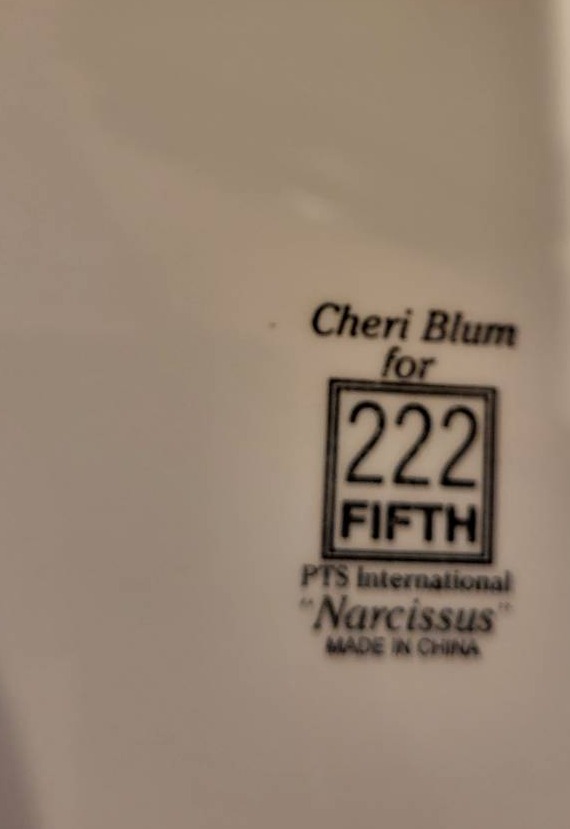 Cheri Blum
for
222
FIFTH
PTS International
"Narcissus"
MADE IN CHINA